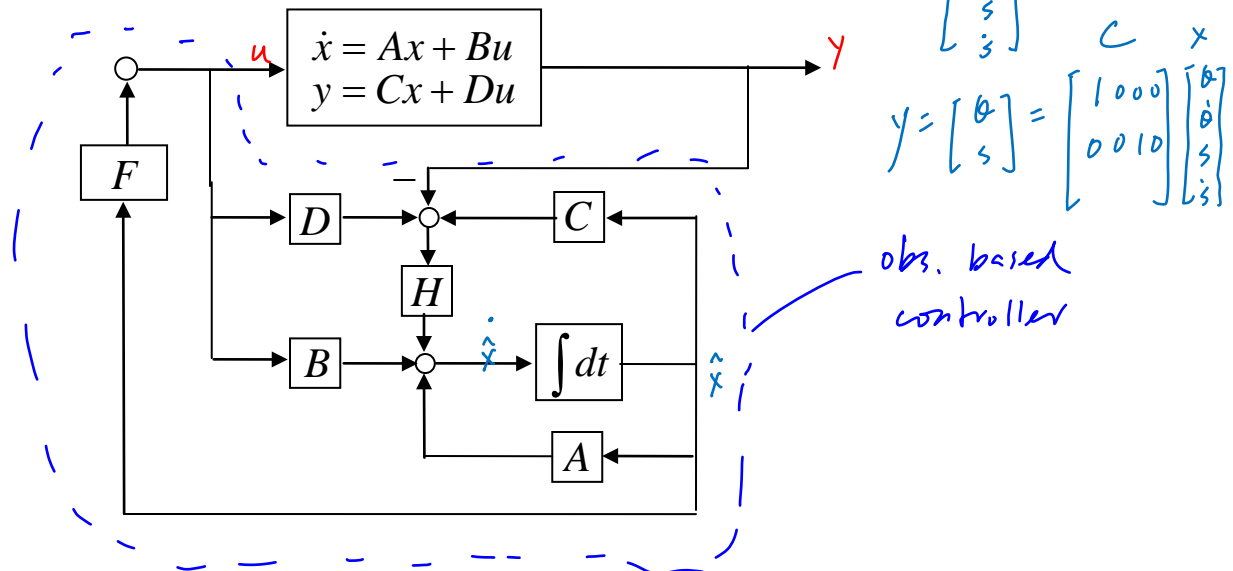 s
ṡ
ẋ = Ax + Bu
y = Cx + Du
u
y
C x
y = [θ s] = [1 0 0 0 0 0 1 0] [θ θ̇ s ṡ]
F
−
D
C
H
obs. based
controller
B
x̂̇
∫ dt
x̂
A